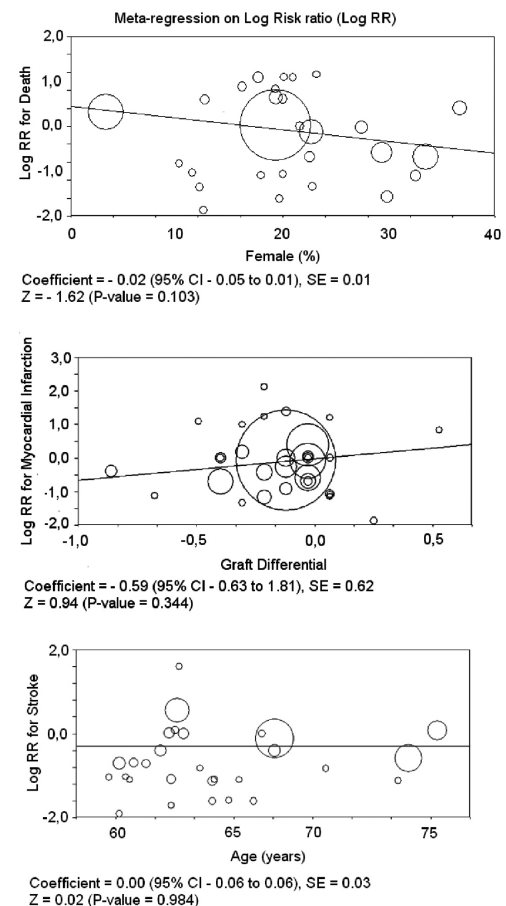 Meta-regression on Log Risk ratio (Log RR)
2,0
1,0
0,0
-1,0
-2,0
Log RR for Death
0 10 20 30 40
Female (%)
Coefficient = - 0.02 (95% CI - 0.05 to 0.01), SE = 0.01
Z = - 1.62 (P-value = 0.103)
3,0
2,0
1,0
0,0
-1,0
-2,0
Log RR for Myocardial Infarction
-1,0 -0,5 0,0 0,5
Graft Differential
Coefficient = - 0.59 (95% CI - 0.63 to 1.81), SE = 0.62
Z = 0.94 (P-value = 0.344)
2,0
0,0
-2,0
Log RR for Stroke
60 65 70 75
Age (years)
Coefficient = 0.00 (95% CI - 0.06 to 0.06), SE = 0.03
Z = 0.02 (P-value = 0.984)